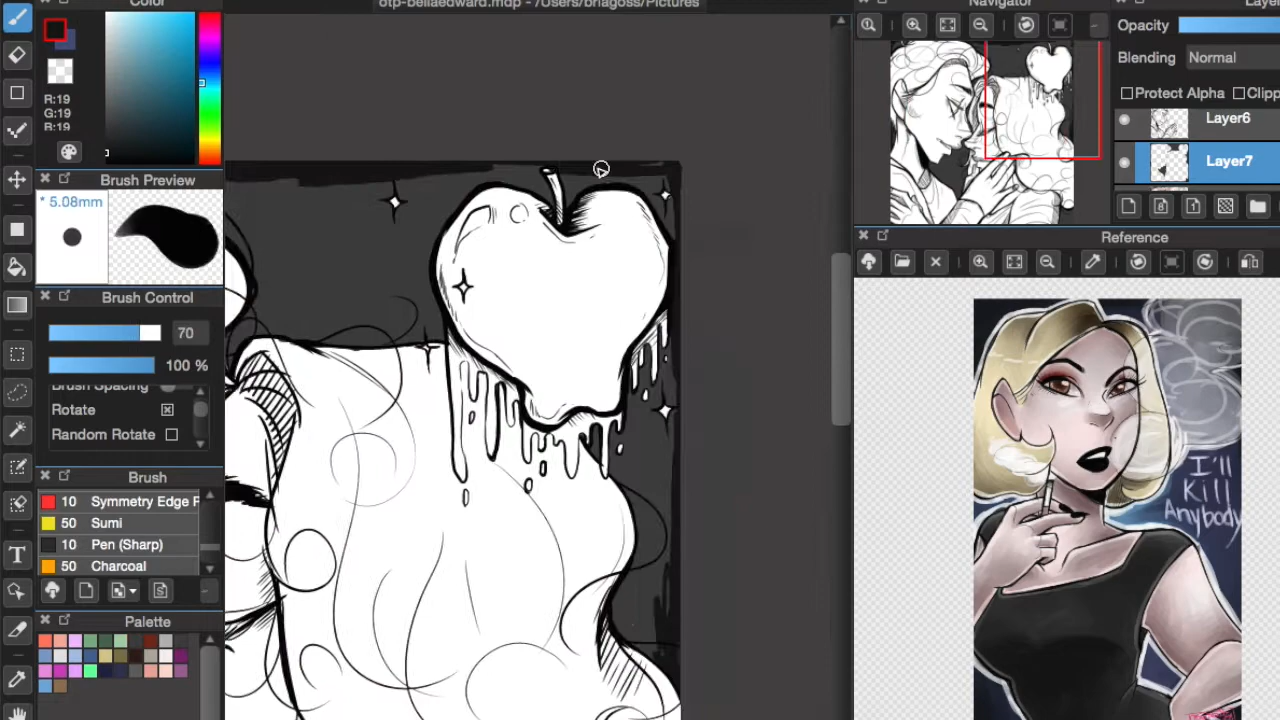 otp-bellaedward.mdp - /Users/briagoss/Pictures
Color
R:19
G:19
B:19
Brush Preview
* 5.08mm
Brush Control
70
100 %
Brush Spacing
Rotate
Random Rotate
Brush
10 Symmetry Edge P
50 Sumi
10 Pen (Sharp)
50 Charcoal
Palette
Navigator
Layer
Opacity
Blending Normal
Protect Alpha Clipp
Layer6
Layer7
Reference
I'll
Kill
Anybody